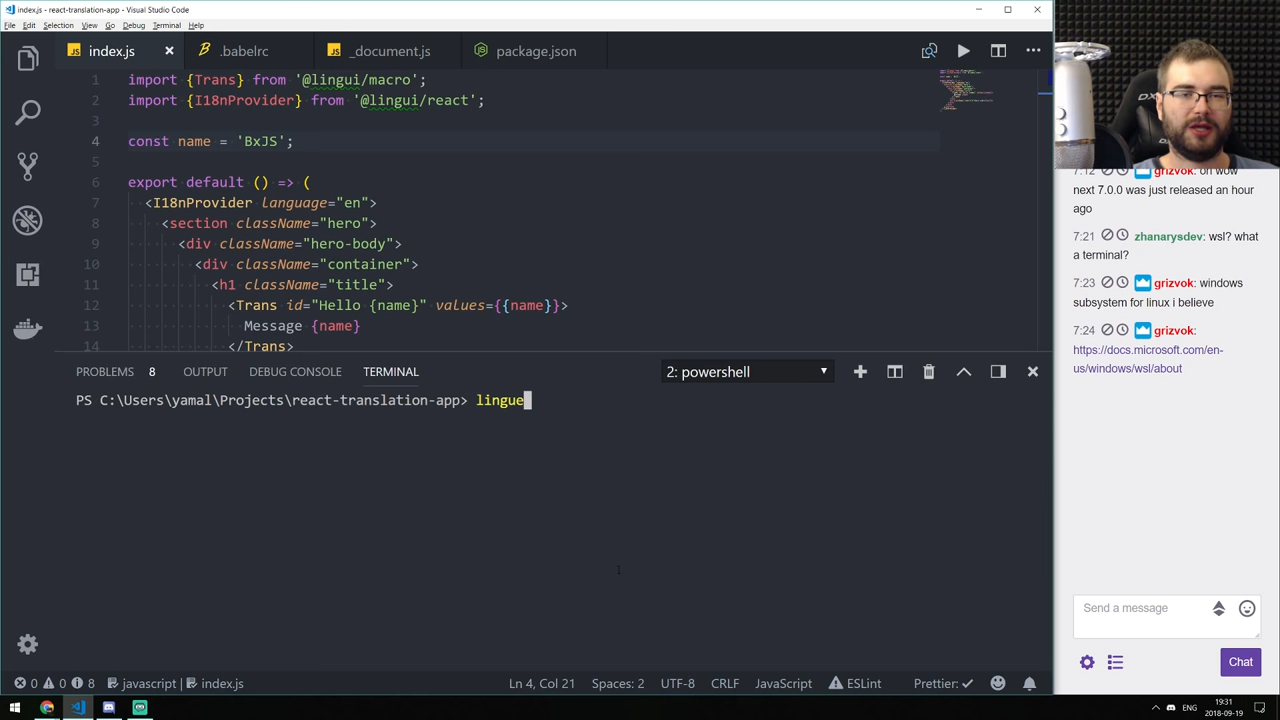 index.js - react-translation-app - Visual Studio Code
File Edit Selection View Go Debug Terminal Help
JS index.js .babelrc JS _document.js package.json
1 import {Trans} from '@lingui/macro';
2 import {I18nProvider} from '@lingui/react';
3
4 const name = 'BxJS';
5
6 export default () => (
7 <I18nProvider language="en">
8 <section className="hero">
9 <div className="hero-body">
10 <div className="container">
11 <h1 className="title">
12 <Trans id="Hello {name}" values={{name}}>
13 Message {name}
14 </Trans>
PROBLEMS 8 OUTPUT DEBUG CONSOLE TERMINAL 2: powershell
PS C:\Users\yamal\Projects\react-translation-app> lingue
0 0 8 javascript | index.js Ln 4, Col 21 Spaces: 2 UTF-8 CRLF JavaScript ESLint Prettier: ✓
DX
7:12 grizvok: oh wow
next 7.0.0 was just released an hour
ago
7:21 zhanarysdev: wsl? what
a terminal?
7:23 grizvok: windows
subsystem for linux i believe
7:24 grizvok:
https://docs.microsoft.com/en-
us/windows/wsl/about
Send a message
Chat
ENG
19:31
2018-09-19